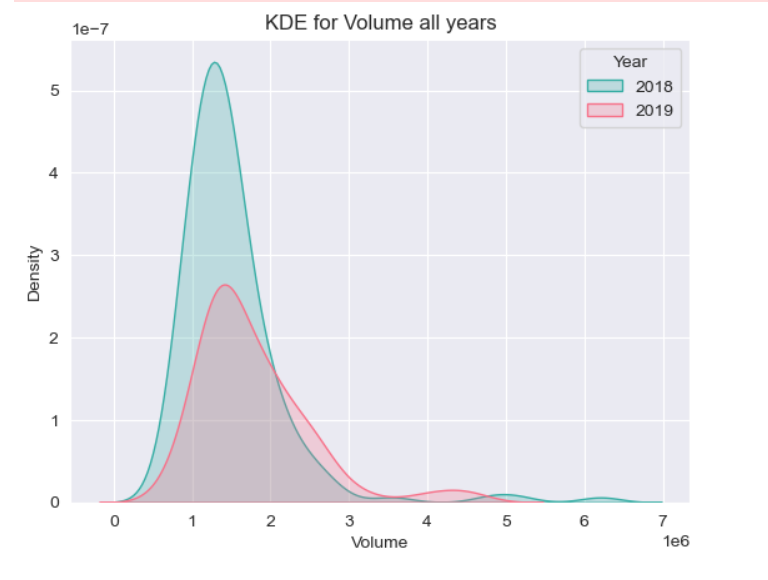 KDE for Volume all years
1e−7
Year
2018
2019
5
4
3
2
1
0
Density
0 1 2 3 4 5 6 7
Volume
1e6